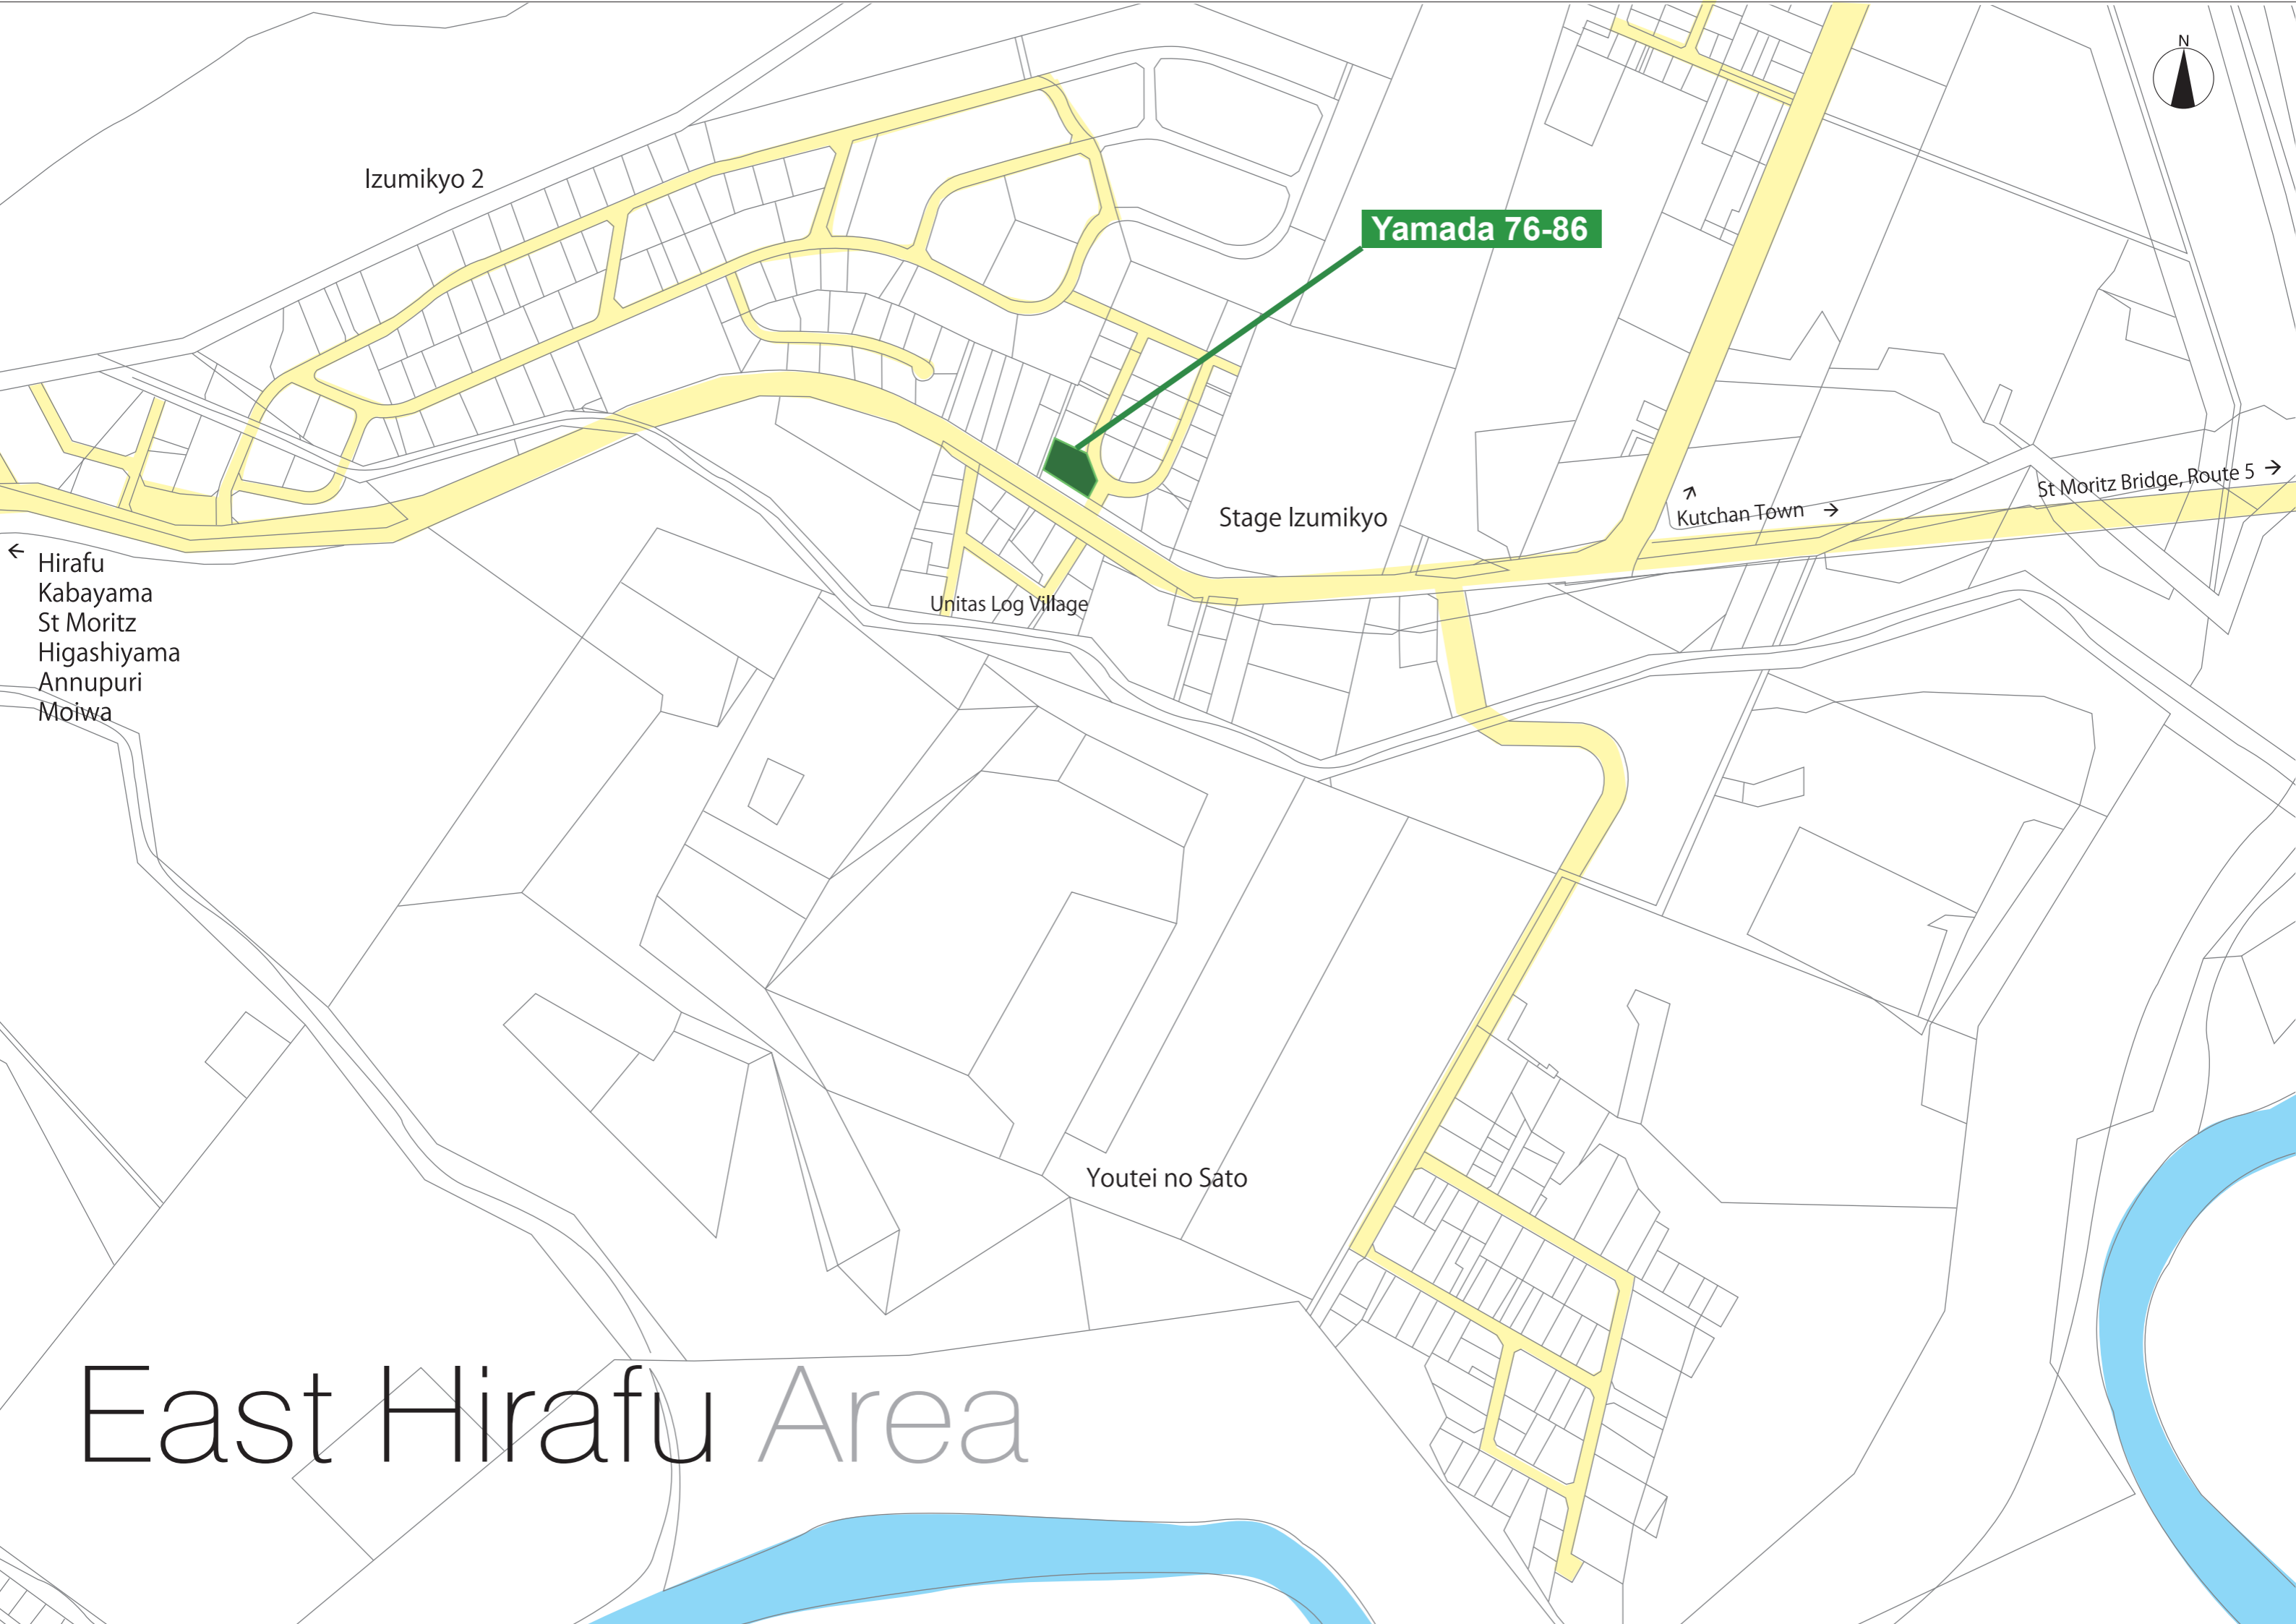 N
Izumikyo 2
Yamada 76-86
St Moritz Bridge, Route 5 →
↗
Kutchan Town →
Stage Izumikyo
←
Hirafu
Kabayama
St Moritz
Higashiyama
Annupuri
Moiwa
Unitas Log Village
Youtei no Sato
East Hirafu Area